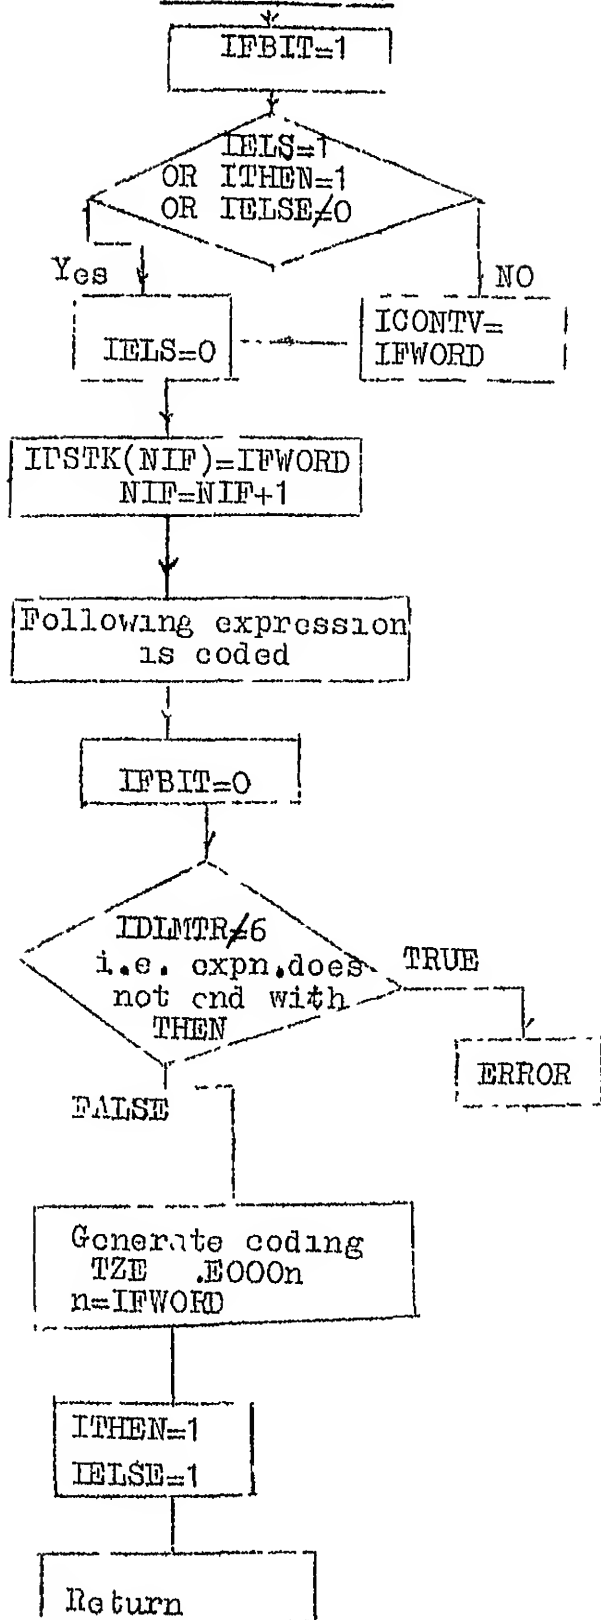 IFBIT=1
IELS=1
OR ITHEN=1
OR IELSE≠0
Yes
NO
IELS=0
ICONTV=
IFWORD
IFSTK(NIF)=IFWORD
NIF=NIF+1
Following expression
is coded
IFBIT=0
IDLMTR≠6
i.e. expn.does
not end with
THEN
TRUE
ERROR
FALSE
Generate coding
TZE .E000n
n=IFWORD
ITHEN=1
IELSE=1
Return